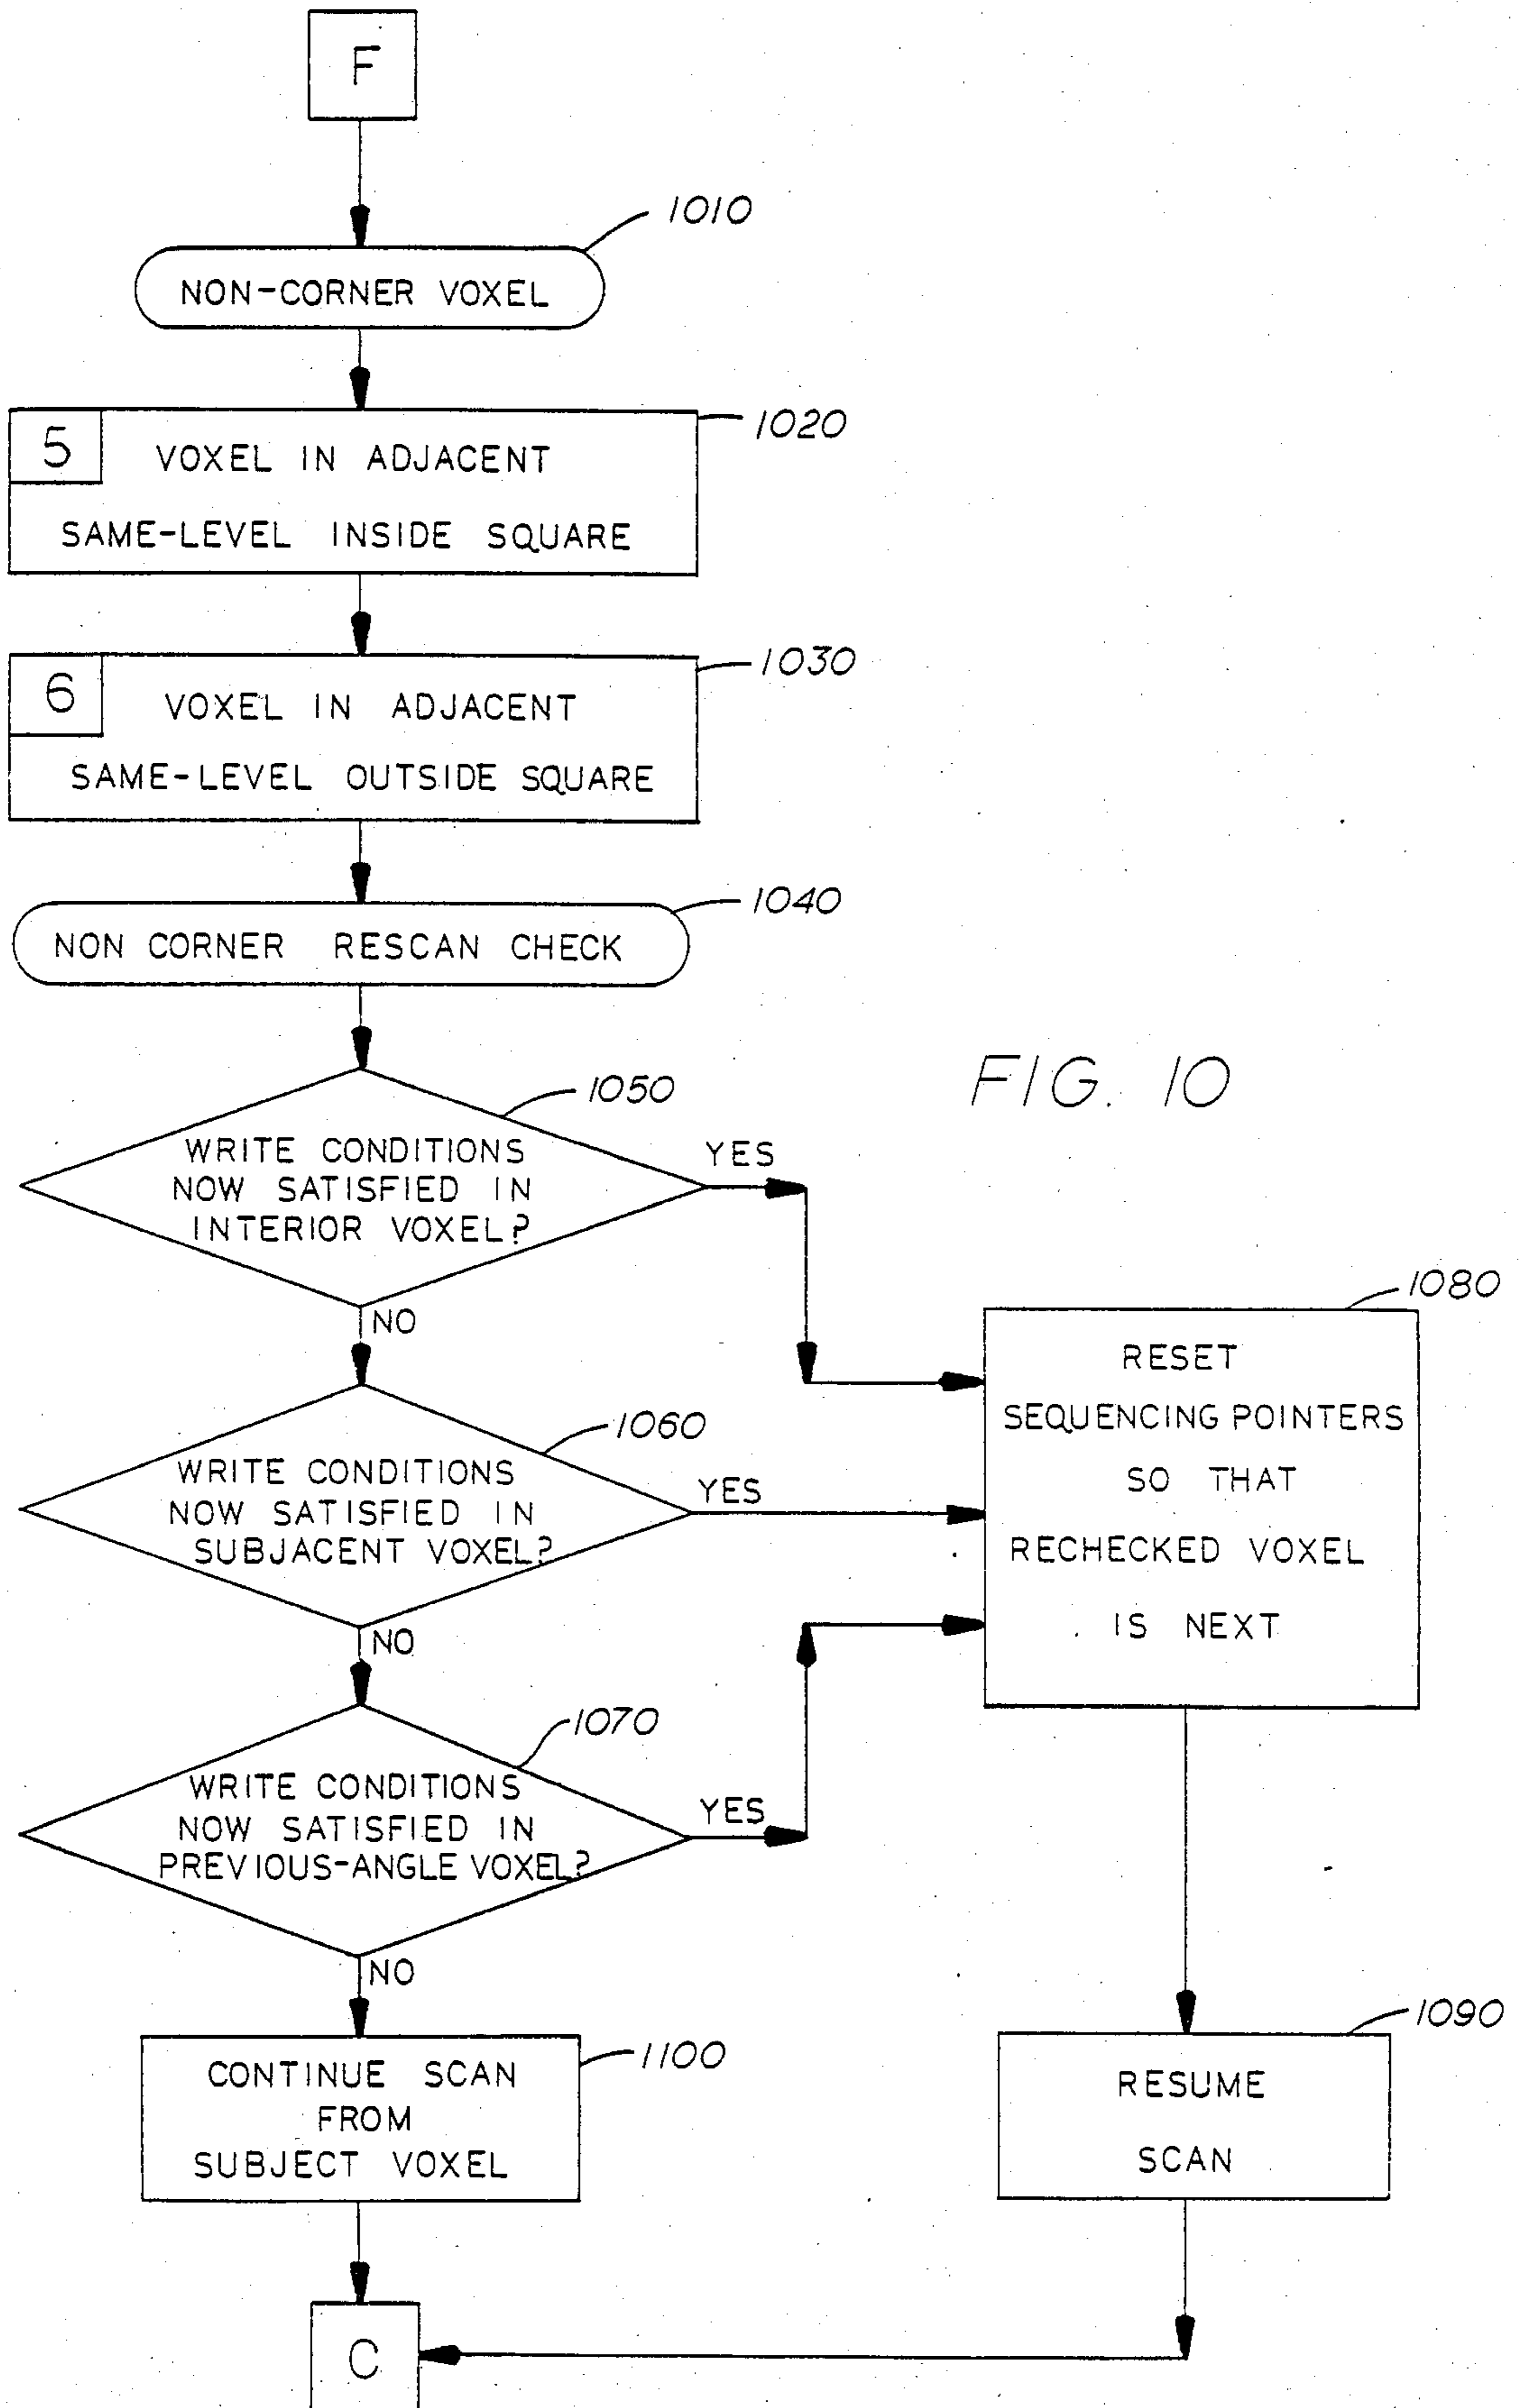 F
1010
NON-CORNER VOXEL
1020
5
VOXEL IN ADJACENT
SAME-LEVEL INSIDE SQUARE
1030
6
VOXEL IN ADJACENT
SAME-LEVEL OUTSIDE SQUARE
1040
NON CORNER RESCAN CHECK
FIG. 10
1050
WRITE CONDITIONS
NOW SATISFIED IN
INTERIOR VOXEL?
YES
NO
1060
WRITE CONDITIONS
NOW SATISFIED IN
SUBJACENT VOXEL?
YES
NO
1070
WRITE CONDITIONS
NOW SATISFIED IN
PREVIOUS-ANGLE VOXEL?
YES
NO
1080
RESET
SEQUENCING POINTERS
SO THAT
RECHECKED VOXEL
IS NEXT
1100
CONTINUE SCAN
FROM
SUBJECT VOXEL
1090
RESUME
SCAN
C